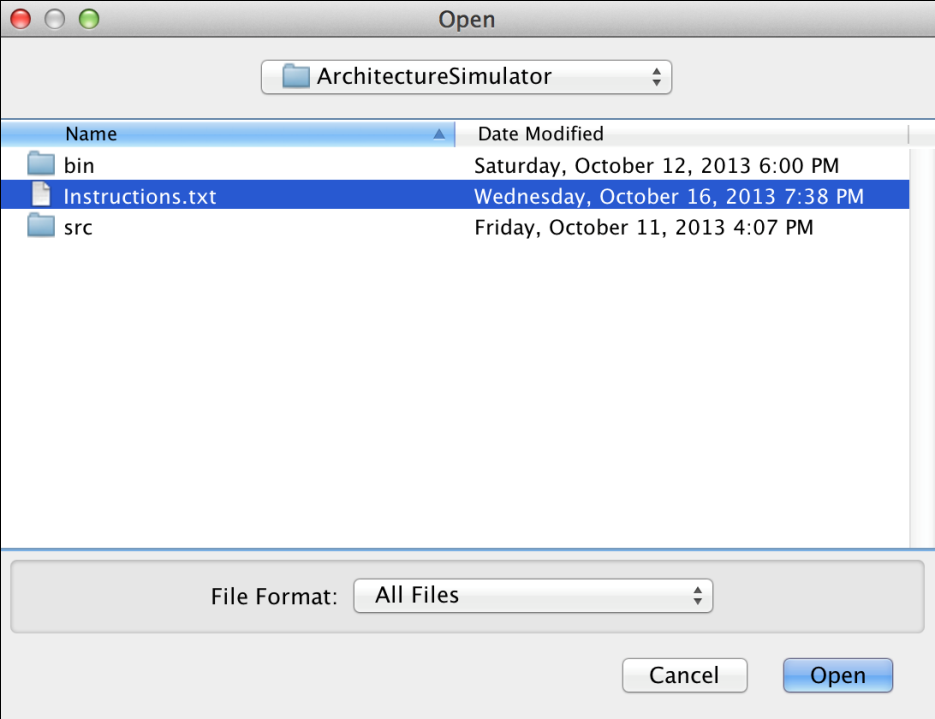 Open
ArchitectureSimulator
Name Date Modified
bin Saturday, October 12, 2013 6:00 PM
Instructions.txt Wednesday, October 16, 2013 7:38 PM
src Friday, October 11, 2013 4:07 PM
File Format: All Files
Cancel Open